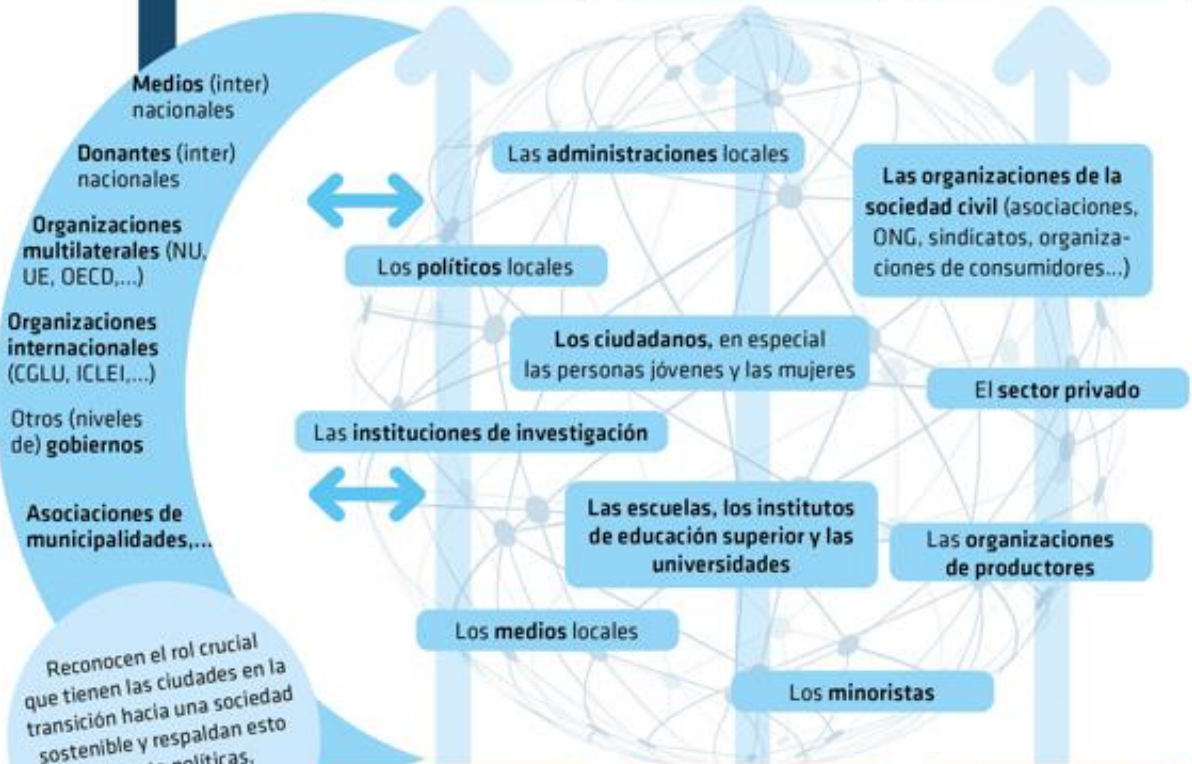 Medios (inter)
nacionales
Donantes (inter)
nacionales
Organizaciones
multilaterales (NU,
UE, OECD,...)
Organizaciones
internacionales
(CGLU, ICLEI,...)
Otros (niveles
de) gobiernos
Asociaciones de
municipalidades,...
Reconocen el rol crucial
que tienen las ciudades en la
transición hacia una sociedad
sostenible y respaldan esto
políticas,
Las administraciones locales
Las organizaciones de la
sociedad civil (asociaciones,
ONG, sindicatos, organiza-
ciones de consumidores...)
Los políticos locales
Los ciudadanos, en especial
las personas jóvenes y las mujeres
El sector privado
Las instituciones de investigación
Las escuelas, los institutos
de educación superior y las
universidades
Las organizaciones
de productores
Los medios locales
Los minoristas